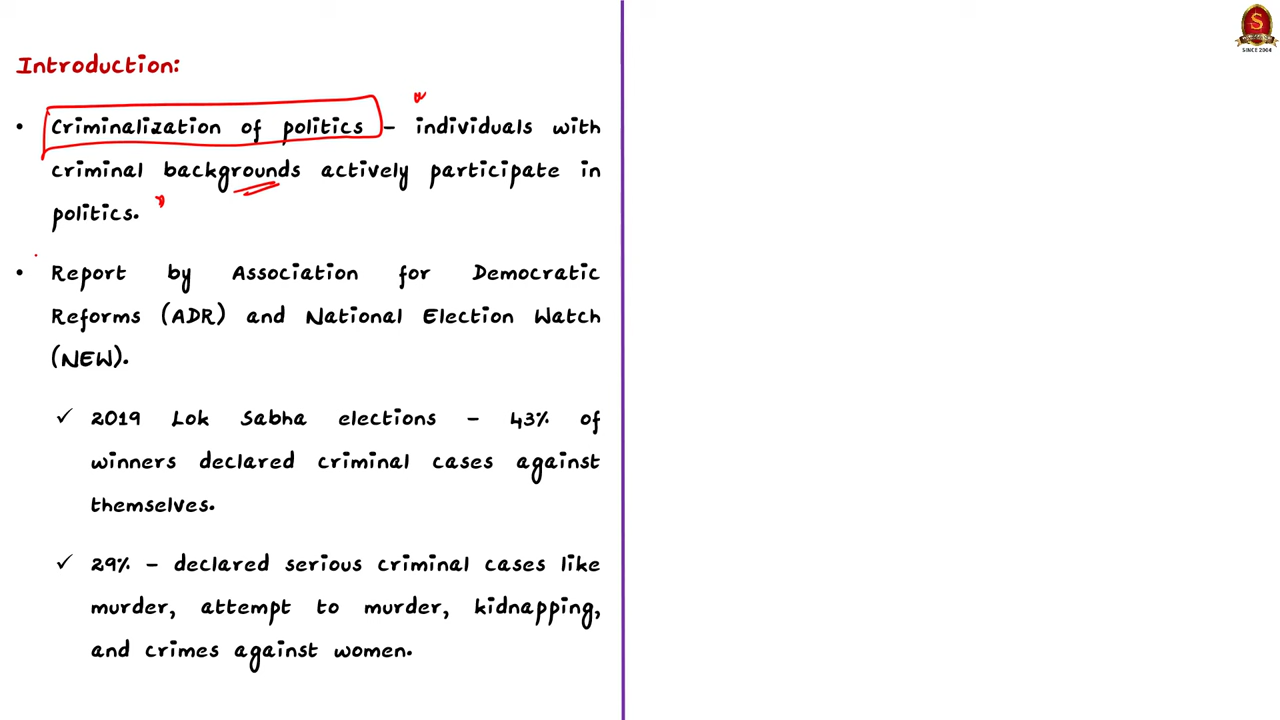 Introduction:
• Criminalization of politics - individuals with
criminal backgrounds actively participate in
politics.
• Report by Association for Democratic
Reforms (ADR) and National Election Watch
(NEW).
✓ 2019 Lok Sabha elections - 43% of
winners declared criminal cases against
themselves.
✓ 29% - declared serious criminal cases like
murder, attempt to murder, kidnapping,
and crimes against women.
S
SINCE 2004